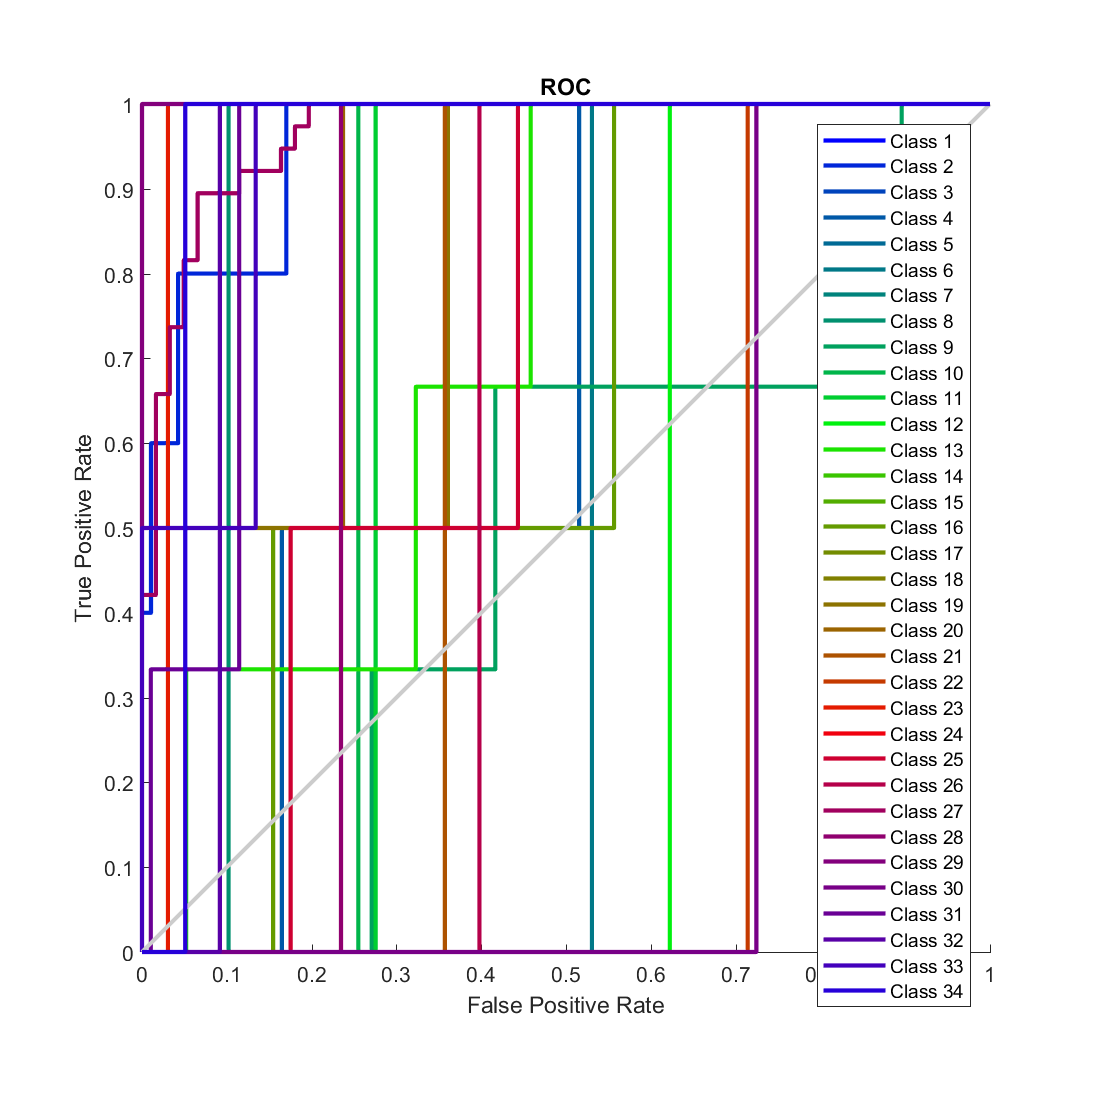 ROC
True Positive Rate
1
0.9
0.8
0.7
0.6
0.5
0.4
0.3
0.2
0.1
0
0 0.1 0.2 0.3 0.4 0.5 0.6 0.7 1
False Positive Rate
Class 1
Class 2
Class 3
Class 4
Class 5
Class 6
Class 7
Class 8
Class 9
Class 10
Class 11
Class 12
Class 13
Class 14
Class 15
Class 16
Class 17
Class 18
Class 19
Class 20
Class 21
Class 22
Class 23
Class 24
Class 25
Class 26
Class 27
Class 28
Class 29
Class 30
Class 31
Class 32
Class 33
Class 34